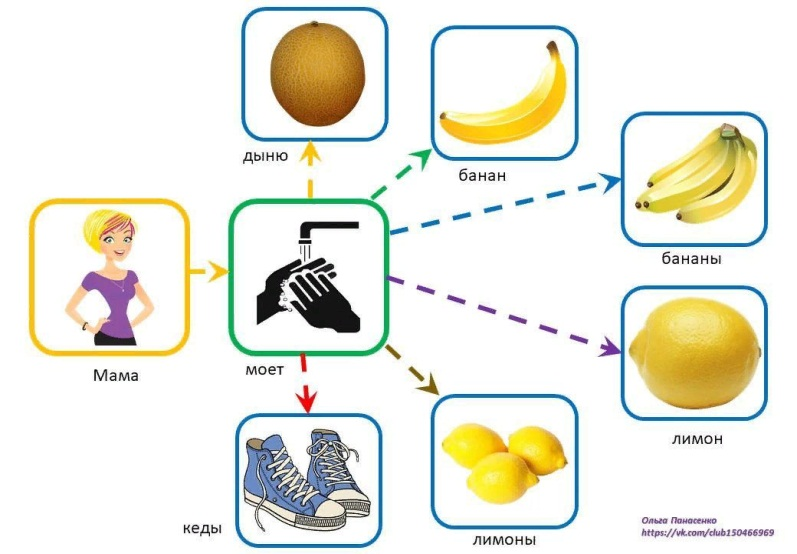 дыню
банан
бананы
Мама
моет
лимон
кеды
лимоны
Ольга Панасенко
https://vk.com/club150466969